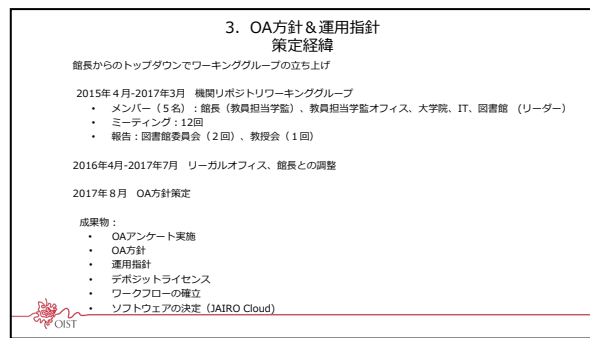 3．OA方針＆運用指針
策定経緯
館長からのトップダウンでワーキンググループの立ち上げ
2015年４月-2017年3月　機関リポジトリワーキンググループ
• メンバー（５名）：館長（教員担当学監）、教員担当学監オフィス、大学院、IT、図書館　(リーダー）
• ミーティング：12回
• 報告：図書館委員会（２回）、教授会（１回）
2016年4月-2017年7月　リーガルオフィス、館長との調整
2017年８月　OA方針策定
成果物：
• OAアンケート実施
• OA方針
• 運用指針
• デポジットライセンス
• ワークフローの確立
• ソフトウェアの決定（JAIRO Cloud)
OIST